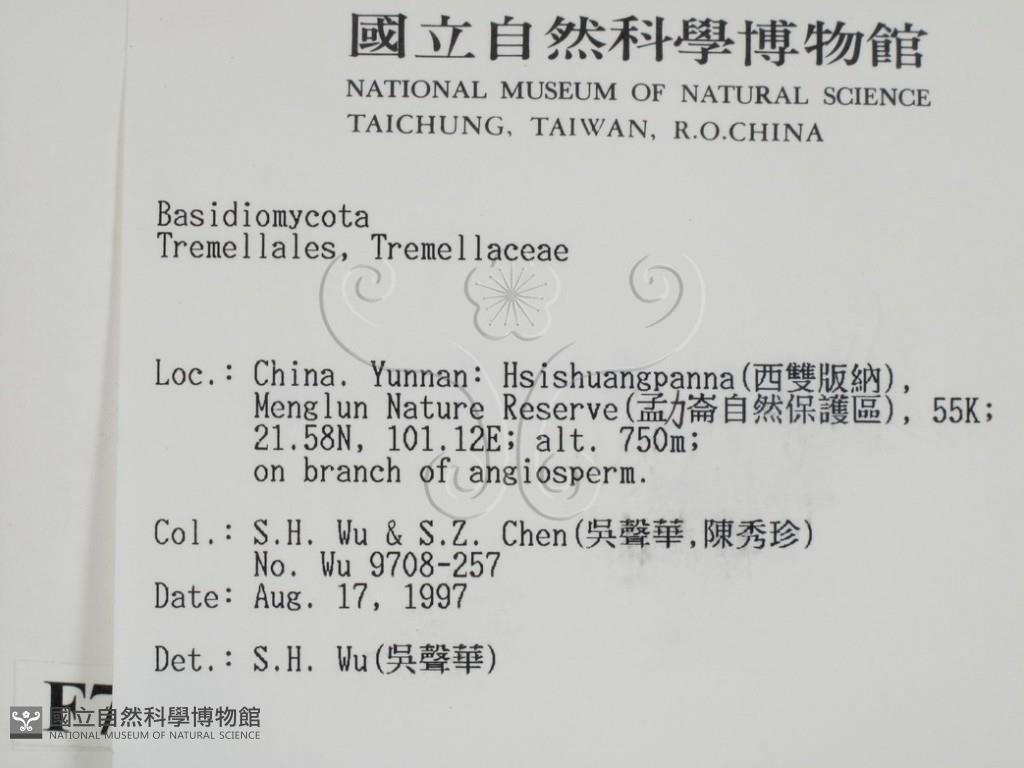 國立自然科學博物館
NATIONAL MUSEUM OF NATURAL SCIENCE
TAICHUNG, TAIWAN, R.O.CHINA
Basidiomycota
Tremellales, Tremellaceae
Loc.: China. Yunnan: Hsishuangpanna(西雙版納),
Menglun Nature Reserve(孟力崙自然保護區), 55K;
21.58N, 101.12E; alt. 750m;
on branch of angiosperm.
Col.: S.H. Wu & S.Z. Chen(吳聲華,陳秀珍)
No. Wu 9708-257
Date: Aug. 17, 1997
Det.: S.H. Wu(吳聲華)
F7
國立自然科學博物館
NATIONAL MUSEUM OF NATURAL SCIENCE